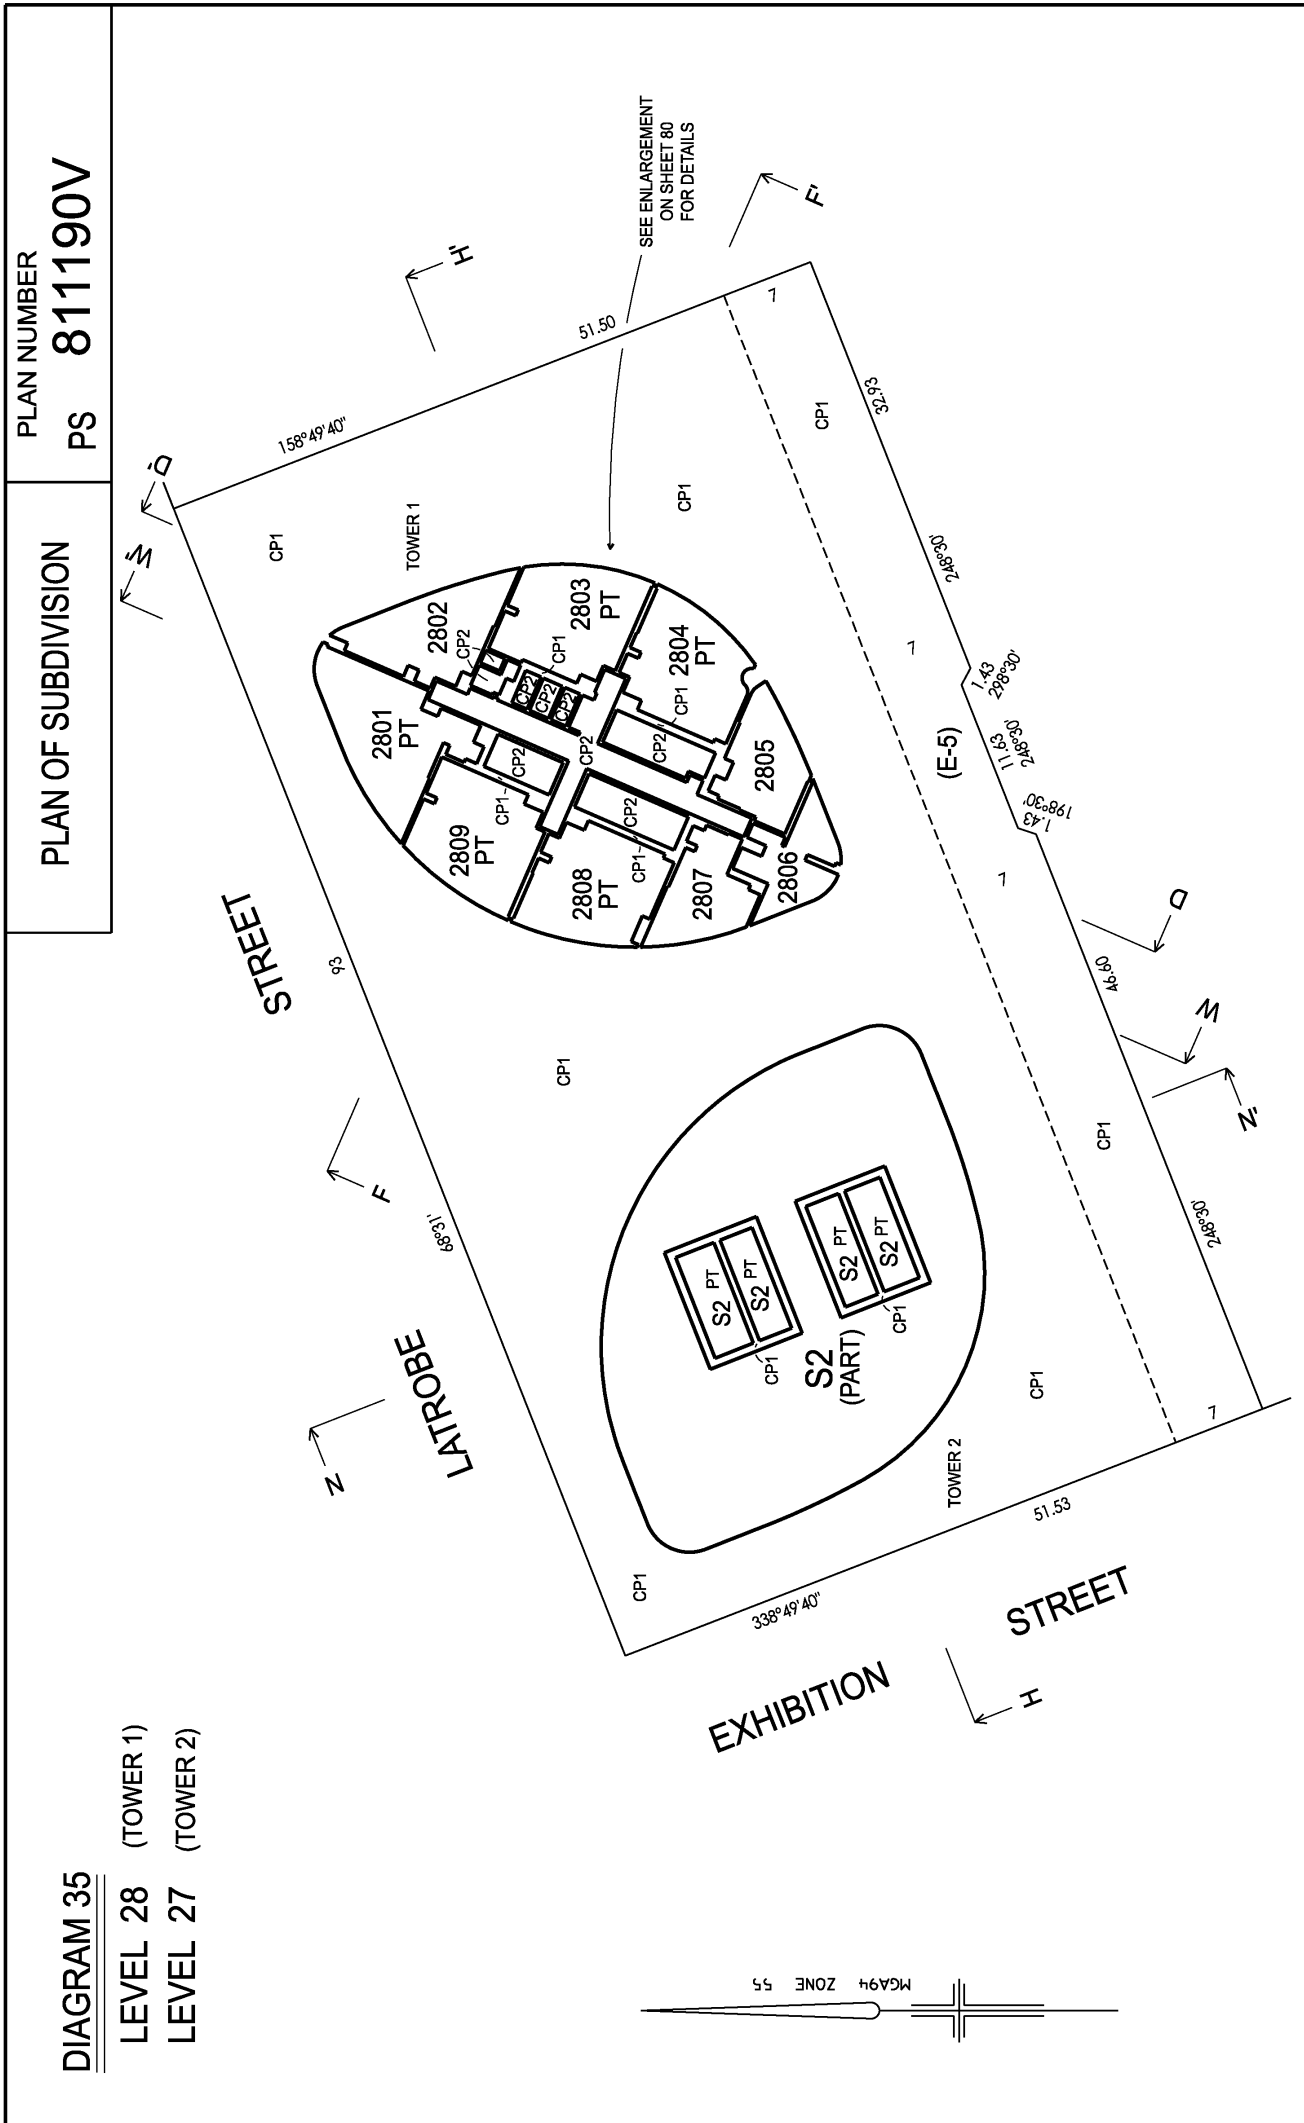 DIAGRAM 35
LEVEL 28 (TOWER 1)
LEVEL 27 (TOWER 2)
PLAN OF SUBDIVISION
PLAN NUMBER
PS 811190V
MGA94 ZONE 55
LATROBE
STREET
EXHIBITION
STREET
N
F
W'
D'
H'
F'
H
N'
W
D
68°31'
93
158°49'40"
51.50
SEE ENLARGEMENT
ON SHEET 80
FOR DETAILS
7
32.93
248°30'
1.43
298°30'
11.63
248°30'
1.43
198°30'
46.60
248°30'
7
7
7
51.53
338°49'40"
(E-5)
CP1
CP1
CP1
CP1
CP1
CP1
CP1
TOWER 1
2801
PT
2802
2803
PT
2804
PT
2805
2806
2807
2808
PT
2809
PT
CP2
CP1
CP2
CP2
CP2
CP2
CP2
CP1
CP2
CP1
CP2
CP1
TOWER 2
S2 PT
S2 PT
CP1
S2 PT
S2 PT
CP1
S2
(PART)